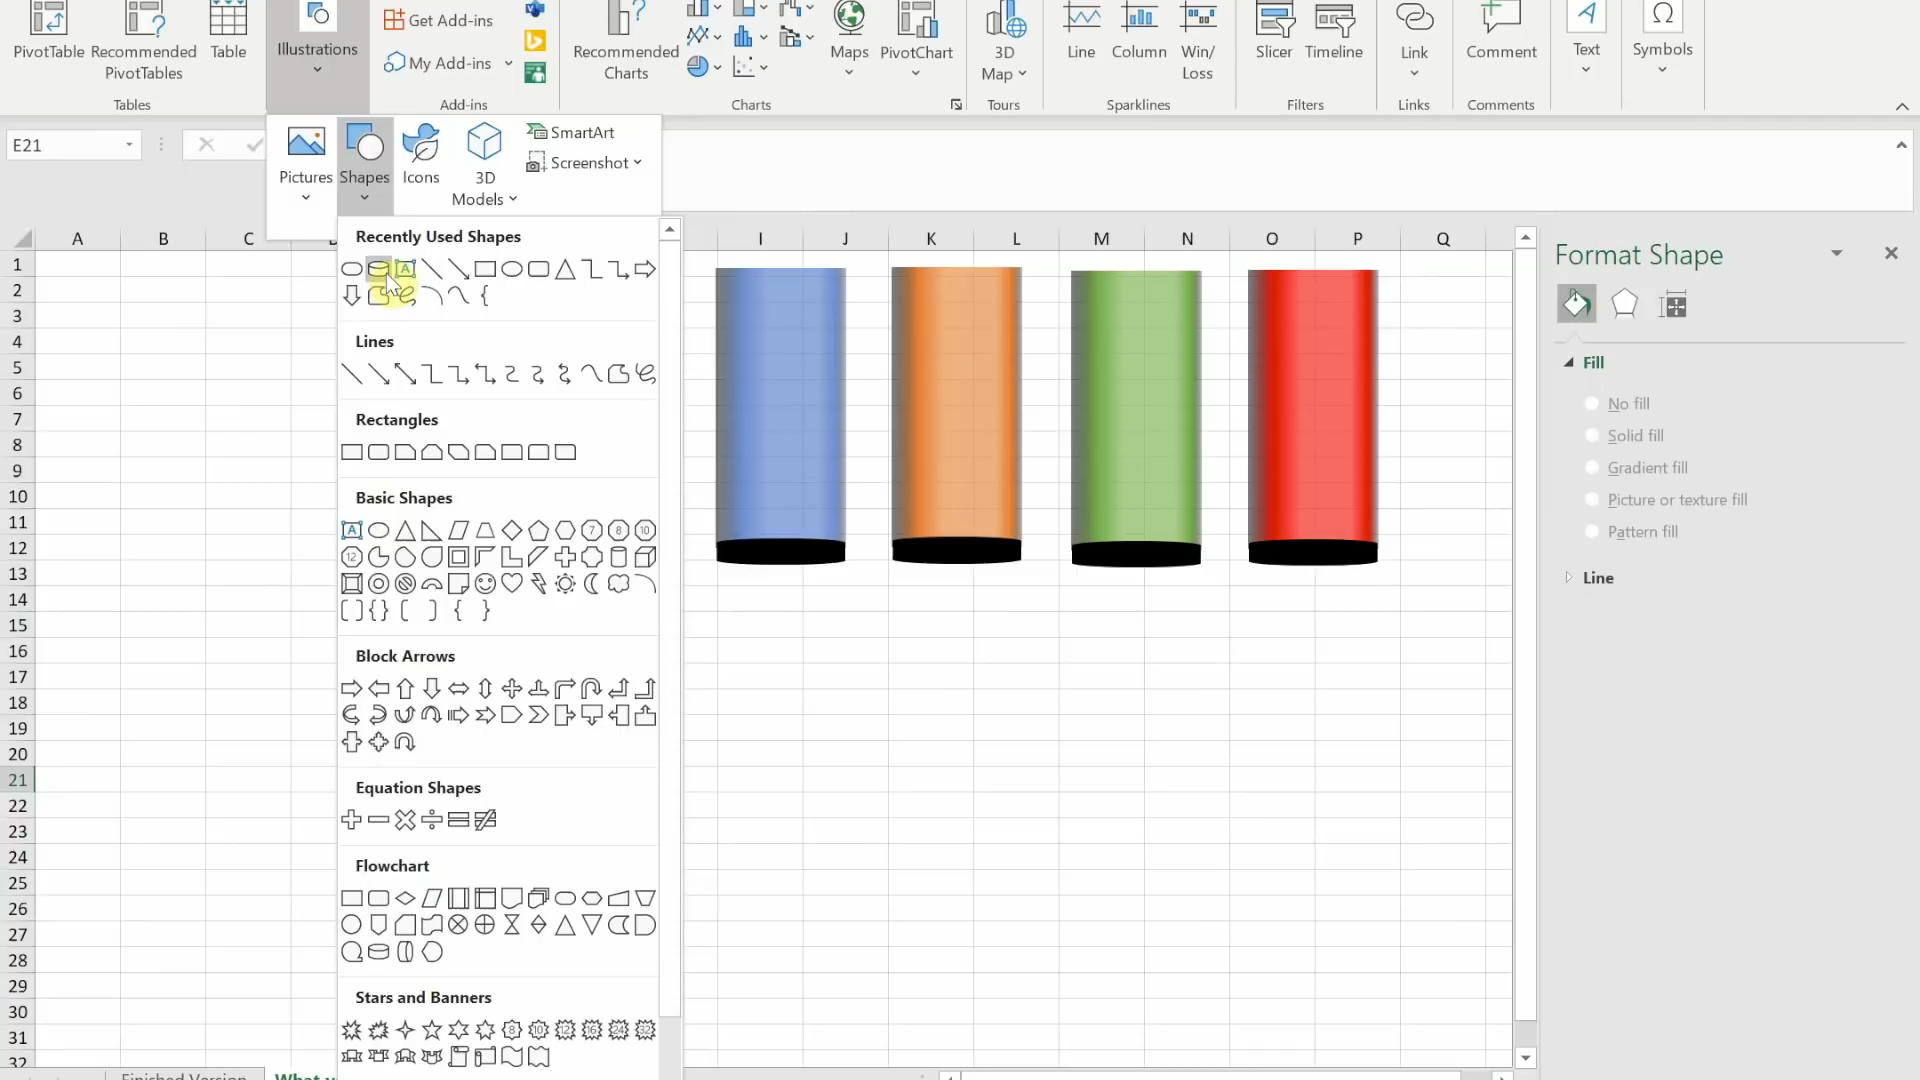 PivotTable
Recommended
PivotTables
Table
Illustrations
Get Add-ins
My Add-ins
Recommended
Charts
Maps
PivotChart
3D
Map
Line
Column
Win/
Loss
Slicer
Timeline
Link
Comment
Text
Symbols
Tables
Add-ins
Charts
Tours
Sparklines
Filters
Links
Comments
E21
Pictures
Shapes
Icons
3D
Models
SmartArt
Screenshot
A B C I J K L M N O P Q
1
2
3
4
5
6
7
8
9
10
11
12
13
14
15
16
17
18
19
20
21
22
23
24
25
26
27
28
29
30
31
32
Recently Used Shapes
Lines
Rectangles
Basic Shapes
Block Arrows
Equation Shapes
Flowchart
Stars and Banners
Format Shape
Fill
No fill
Solid fill
Gradient fill
Picture or texture fill
Pattern fill
Line
Finished Version